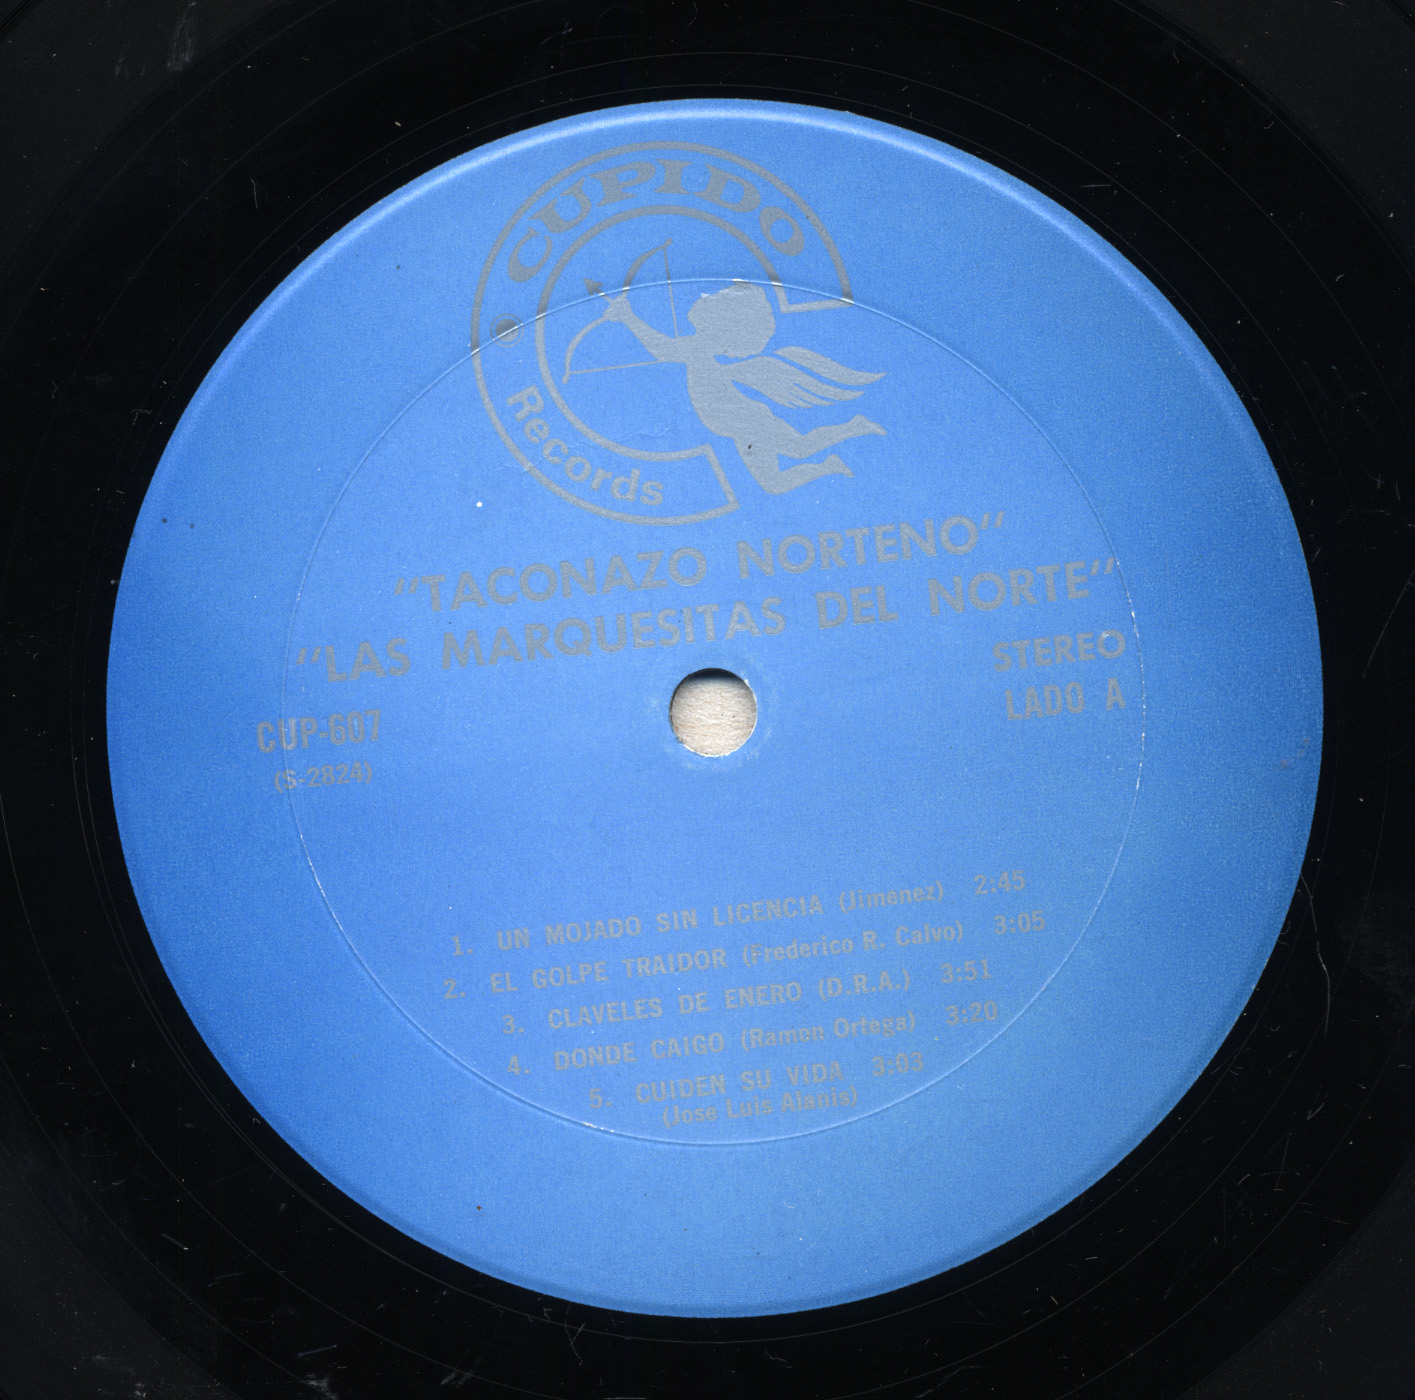 CUPIDO
Records
"TACONAZO NORTENO"
"LAS MARQUESITAS DEL NORTE"
STEREO
LADO A
CUP-607
(S-2824)
1. UN MOJADO SIN LICENCIA (Jimenez) 2:45
2. EL GOLPE TRAIDOR (Frederico R. Calvo) 3:05
3. CLAVELES DE ENERO (D.R.A.) 3:51
4. DONDE CAIGO (Ramon Ortega) 3:20
5. CUIDEN SU VIDA 3:03
(Jose Luis Alanis)